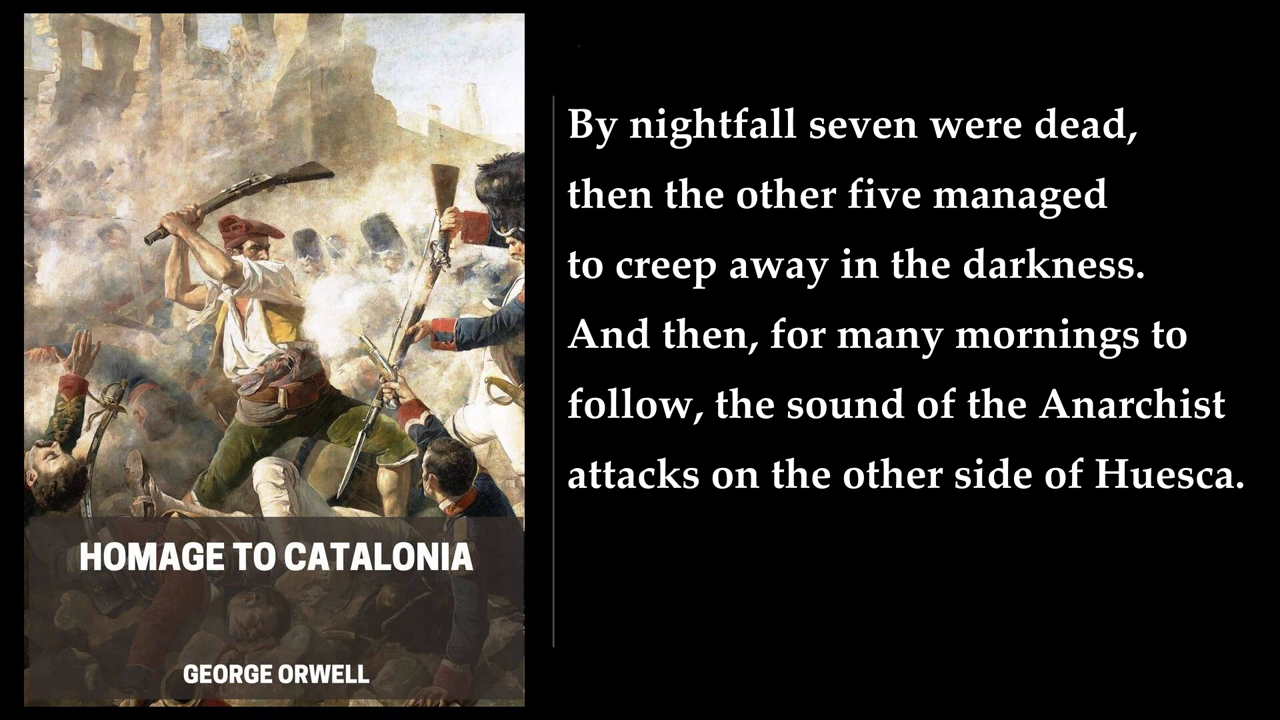 HOMAGE TO CATALONIA
GEORGE ORWELL
By nightfall seven were dead,
then the other five managed
to creep away in the darkness.
And then, for many mornings to
follow, the sound of the Anarchist
attacks on the other side of Huesca.